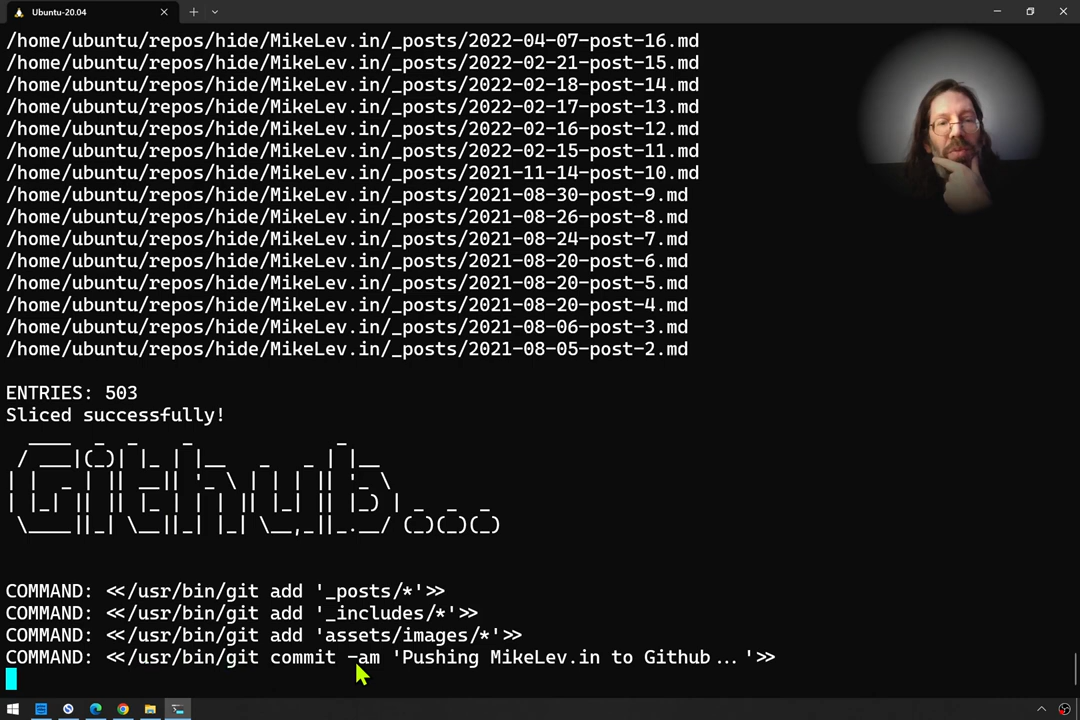 Ubuntu-20.04
/home/ubuntu/repos/hide/MikeLev.in/_posts/2022-04-07-post-16.md
/home/ubuntu/repos/hide/MikeLev.in/_posts/2022-02-21-post-15.md
/home/ubuntu/repos/hide/MikeLev.in/_posts/2022-02-18-post-14.md
/home/ubuntu/repos/hide/MikeLev.in/_posts/2022-02-17-post-13.md
/home/ubuntu/repos/hide/MikeLev.in/_posts/2022-02-16-post-12.md
/home/ubuntu/repos/hide/MikeLev.in/_posts/2022-02-15-post-11.md
/home/ubuntu/repos/hide/MikeLev.in/_posts/2021-11-14-post-10.md
/home/ubuntu/repos/hide/MikeLev.in/_posts/2021-08-30-post-9.md
/home/ubuntu/repos/hide/MikeLev.in/_posts/2021-08-26-post-8.md
/home/ubuntu/repos/hide/MikeLev.in/_posts/2021-08-24-post-7.md
/home/ubuntu/repos/hide/MikeLev.in/_posts/2021-08-20-post-6.md
/home/ubuntu/repos/hide/MikeLev.in/_posts/2021-08-20-post-5.md
/home/ubuntu/repos/hide/MikeLev.in/_posts/2021-08-20-post-4.md
/home/ubuntu/repos/hide/MikeLev.in/_posts/2021-08-06-post-3.md
/home/ubuntu/repos/hide/MikeLev.in/_posts/2021-08-05-post-2.md
ENTRIES: 503
Sliced successfully!
Github...
COMMAND: <</usr/bin/git add '_posts/*'>>
COMMAND: <</usr/bin/git add '_includes/*'>>
COMMAND: <</usr/bin/git add 'assets/images/*'>>
COMMAND: <</usr/bin/git commit -am 'Pushing MikeLev.in to Github...'>>